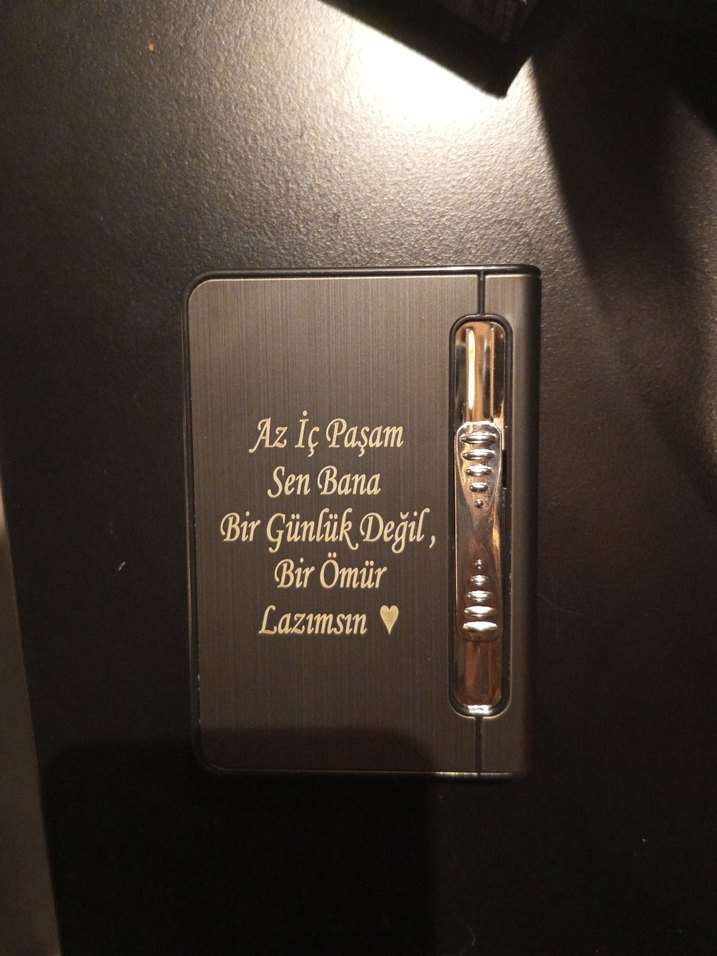 Az İç Paşam
Sen Bana
Bir Günlük Değil,
Bir Ömür
Lazımsın ♥